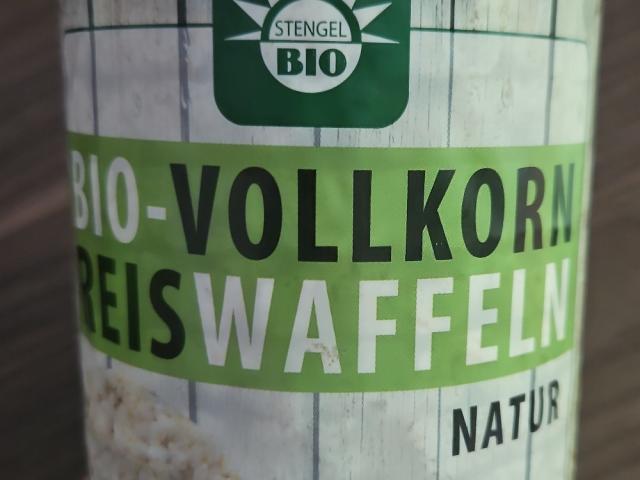 STENGEL
BIO
BIO-VOLLKORN
REISWAFFELN
NATUR